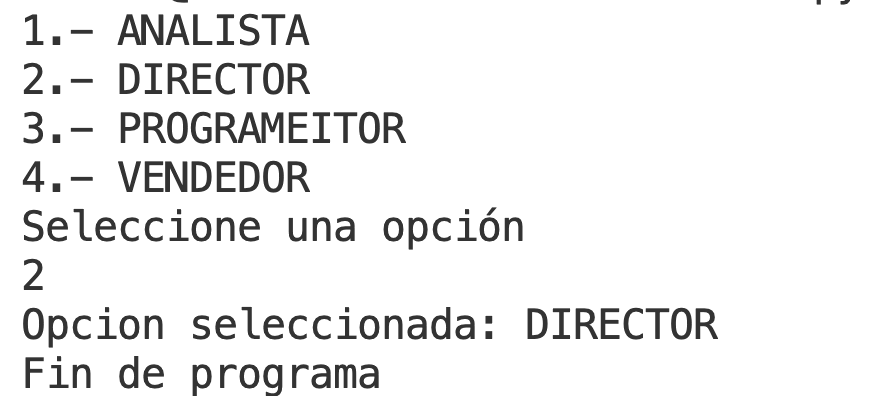 1.- ANALISTA
2.- DIRECTOR
3.- PROGRAMEITOR
4.- VENDEDOR
Seleccione una opción
2
Opcion seleccionada: DIRECTOR
Fin de programa